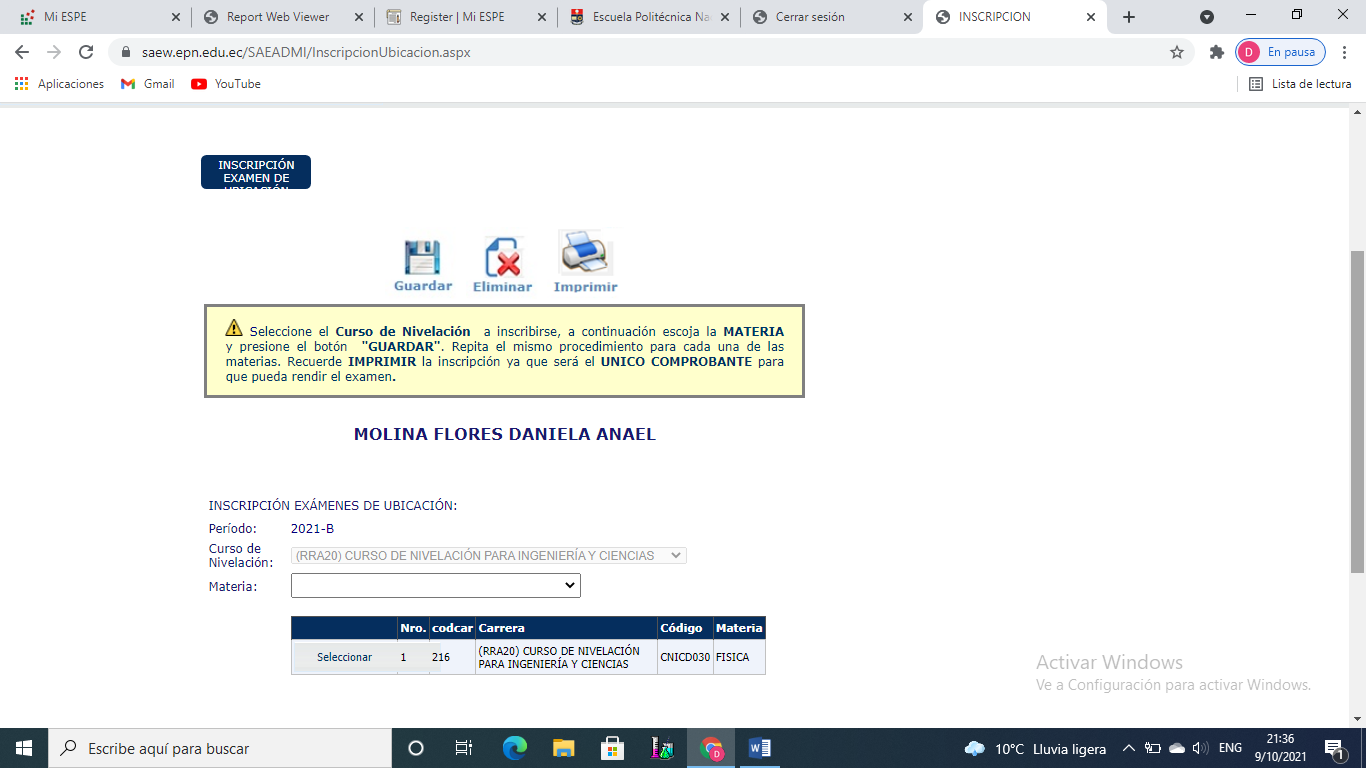 Mi ESPE
Report Web Viewer
Register | Mi ESPE
Escuela Politécnica Na
Cerrar sesión
INSCRIPCION
saew.epn.edu.ec/SAEADMI/InscripcionUbicacion.aspx
D En pausa
Aplicaciones
Gmail
YouTube
Lista de lectura
INSCRIPCIÓN
EXAMEN DE
UBICACIÓN
Guardar
Eliminar
Imprimir
Seleccione el Curso de Nivelación a inscribirse, a continuación escoja la MATERIA
y presione el botón "GUARDAR". Repita el mismo procedimiento para cada una de las
materias. Recuerde IMPRIMIR la inscripción ya que será el UNICO COMPROBANTE para
que pueda rendir el examen.
MOLINA FLORES DANIELA ANAEL
INSCRIPCIÓN EXÁMENES DE UBICACIÓN:
Período: 2021-B
Curso de
Nivelación:
(RRA20) CURSO DE NIVELACIÓN PARA INGENIERÍA Y CIENCIAS
Materia:
Nro. codcar Carrera Código Materia
Seleccionar 1 216 (RRA20) CURSO DE NIVELACIÓN
PARA INGENIERÍA Y CIENCIAS
CNICD030 FISICA
Activar Windows
Ve a Configuración para activar Windows.
Escribe aquí para buscar
D
10°C Lluvia ligera
ENG
21:36
9/10/2021
1